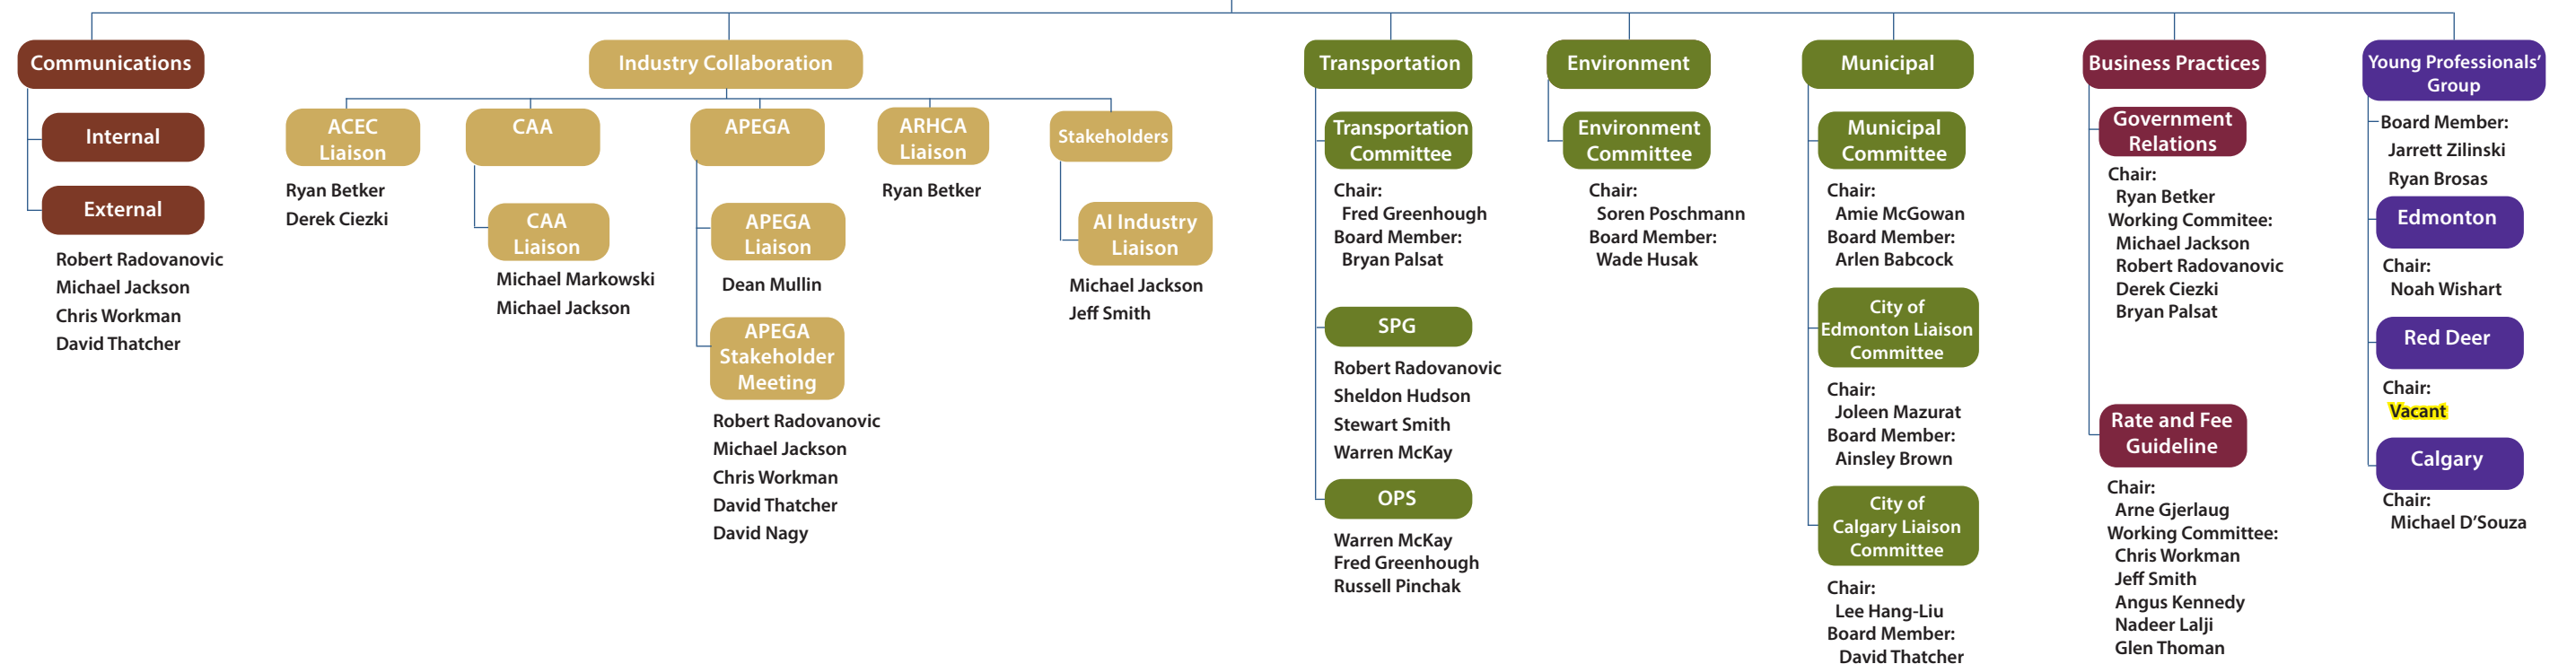 Communications
Internal
External
Robert Radovanovic
Michael Jackson
Chris Workman
David Thatcher
Industry Collaboration
ACEC
Liaison
Ryan Betker
Derek Ciezki
CAA
CAA
Liaison
Michael Markowski
Michael Jackson
APEGA
APEGA
Liaison
Dean Mullin
APEGA
Stakeholder
Meeting
Robert Radovanovic
Michael Jackson
Chris Workman
David Thatcher
David Nagy
ARHCA
Liaison
Ryan Betker
Stakeholders
AI Industry
Liaison
Michael Jackson
Jeff Smith
Transportation
Transportation
Committee
Chair:
Fred Greenhough
Board Member:
Bryan Palsat
SPG
Robert Radovanovic
Sheldon Hudson
Stewart Smith
Warren McKay
OPS
Warren McKay
Fred Greenhough
Russell Pinchak
Environment
Environment
Committee
Chair:
Soren Poschmann
Board Member:
Wade Husak
Municipal
Municipal
Committee
Chair:
Amie McGowan
Board Member:
Arlen Babcock
City of
Edmonton Liaison
Committee
Chair:
Joleen Mazurat
Board Member:
Ainsley Brown
City of
Calgary Liaison
Committee
Chair:
Lee Hang-Liu
Board Member:
David Thatcher
Business Practices
Government
Relations
Chair:
Ryan Betker
Working Commitee:
Michael Jackson
Robert Radovanovic
Derek Ciezki
Bryan Palsat
Rate and Fee
Guideline
Chair:
Arne Gjerlaug
Working Committee:
Chris Workman
Jeff Smith
Angus Kennedy
Nadeer Lalji
Glen Thoman
Young Professionals’
Group
Board Member:
Jarrett Zilinski
Ryan Brosas
Edmonton
Chair:
Noah Wishart
Red Deer
Chair:
Vacant
Calgary
Chair:
Michael D’Souza